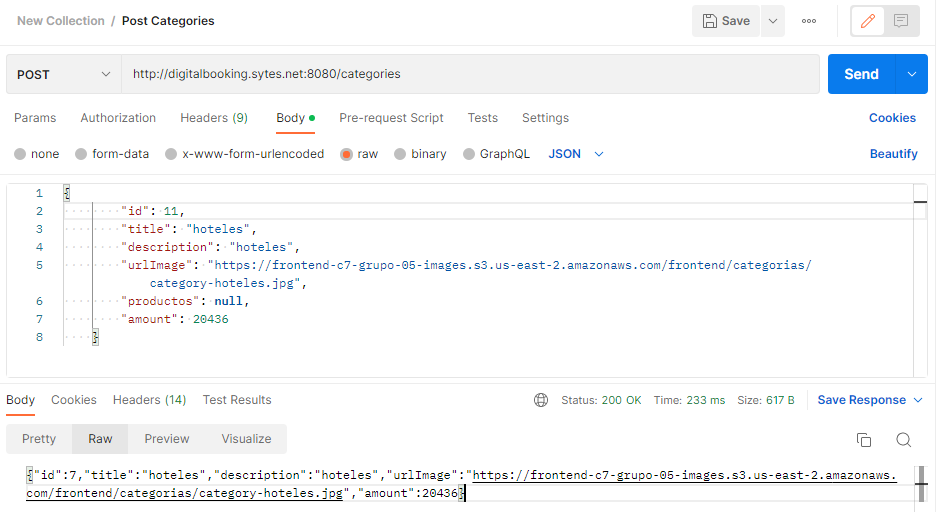 New Collection / Post Categories
Save
POST http://digitalbooking.sytes.net:8080/categories Send
Params Authorization Headers (9) Body Pre-request Script Tests Settings Cookies
none form-data x-www-form-urlencoded raw binary GraphQL JSON Beautify
1 {
2 "id": 11,
3 "title": "hoteles",
4 "description": "hoteles",
5 "urlImage": "https://frontend-c7-grupo-05-images.s3.us-east-2.amazonaws.com/frontend/categorias/
category-hoteles.jpg",
6 "productos": null,
7 "amount": 20436
8 }
Body Cookies Headers (14) Test Results Status: 200 OK Time: 233 ms Size: 617 B Save Response
Pretty Raw Preview Visualize
{"id":7,"title":"hoteles","description":"hoteles","urlImage":"https://frontend-c7-grupo-05-images.s3.us-east-2.amazonaws.
com/frontend/categorias/category-hoteles.jpg","amount":20436}